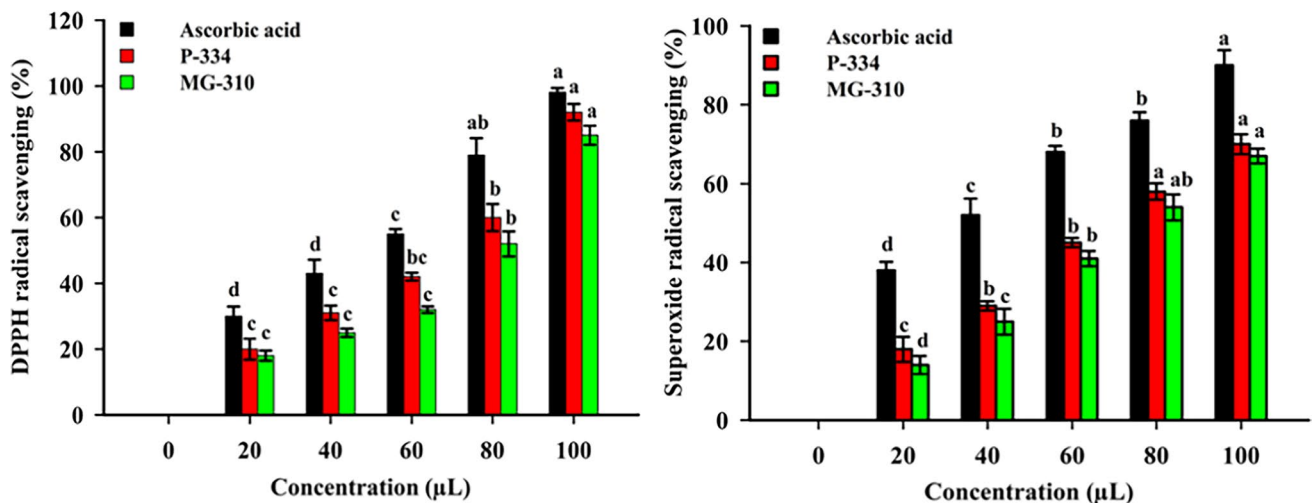 DPPH radical scavenging (%)
120
100
80
60
40
20
0
Ascorbic acid
P-334
MG-310
d
c
c
d
c
c
c
bc
c
ab
b
b
a
a
a
0 20 40 60 80 100
Concentration (µL)
Superoxide radical scavenging (%)
100
80
60
40
20
0
Ascorbic acid
P-334
MG-310
d
c
d
c
b
c
b
b
b
b
a
ab
a
a
a
0 20 40 60 80 100
Concentration (µL)